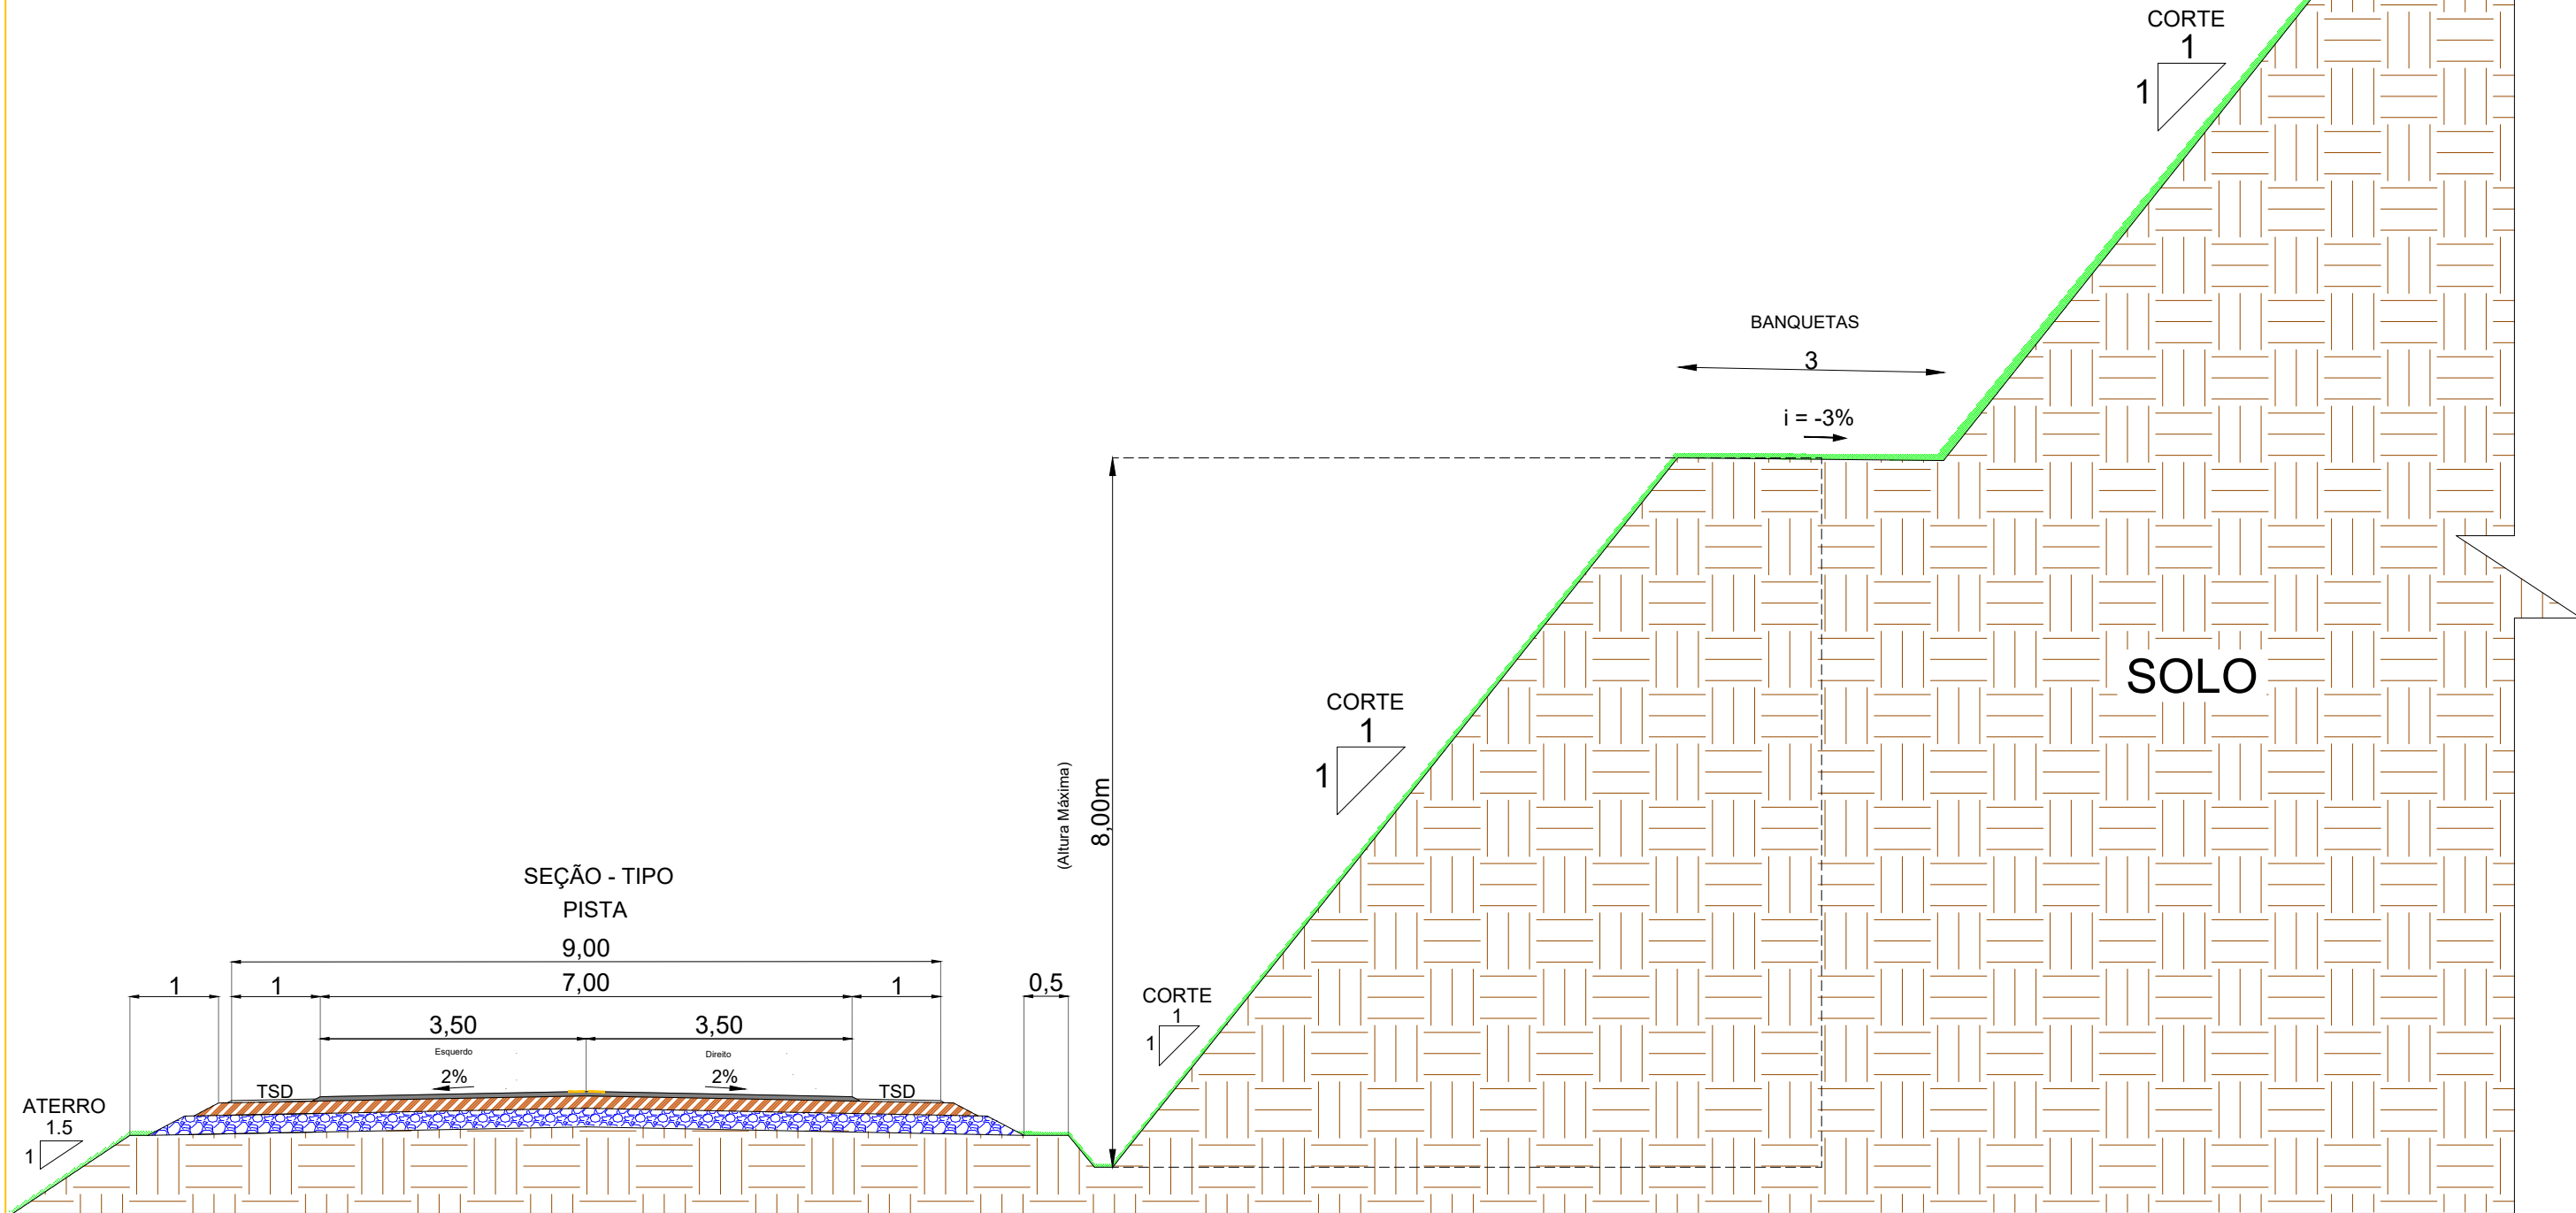 CORTE
1
1
BANQUETAS
3
i = -3%
SOLO
CORTE
1
1
(Altura Máxima)
8,00m
SEÇÃO - TIPO
PISTA
9,00
1
1
7,00
1
0,5
3,50
3,50
Esquerdo
Direito
2%
2%
TSD
TSD
CORTE
1
1
ATERRO
1.5
1